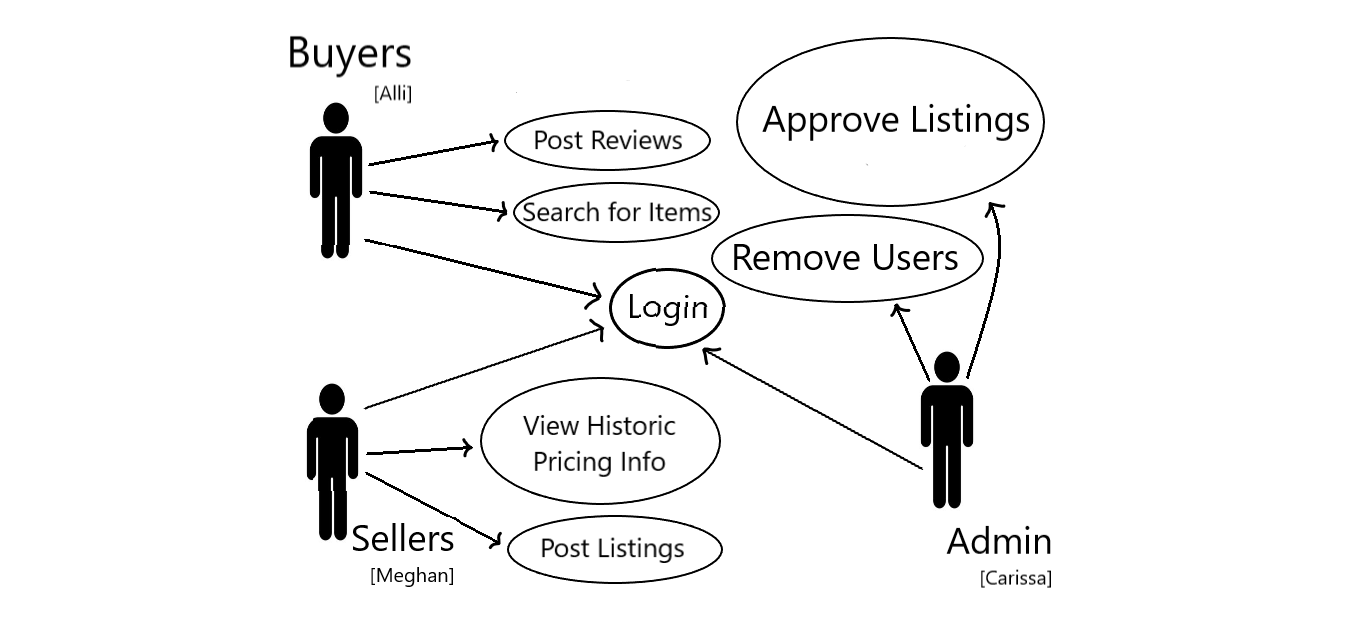 Buyers
[Alli]
Post Reviews
Search for Items
Approve Listings
Remove Users
Login
View Historic
Pricing Info
Post Listings
Sellers
[Meghan]
Admin
[Carissa]